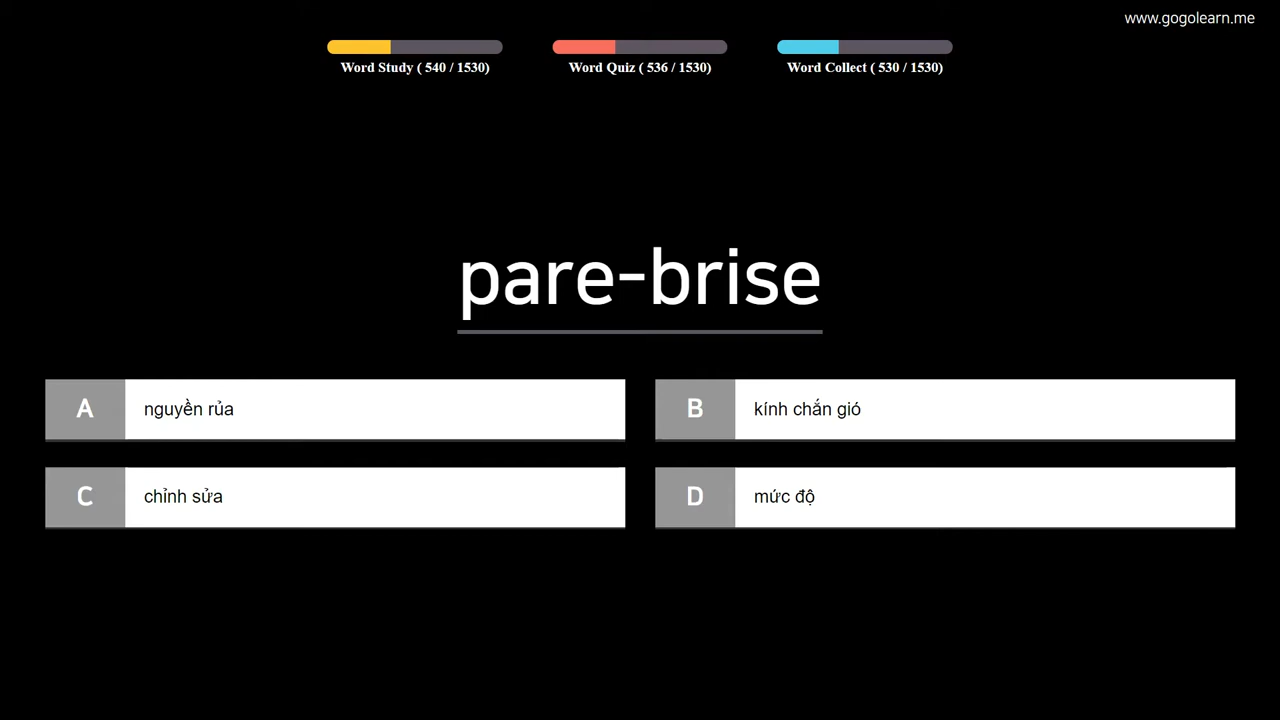 www.gogolearn.me
Word Study ( 540 / 1530)
Word Quiz ( 536 / 1530)
Word Collect ( 530 / 1530)
pare-brise
A nguyền rủa
B kính chắn gió
C chỉnh sửa
D mức độ